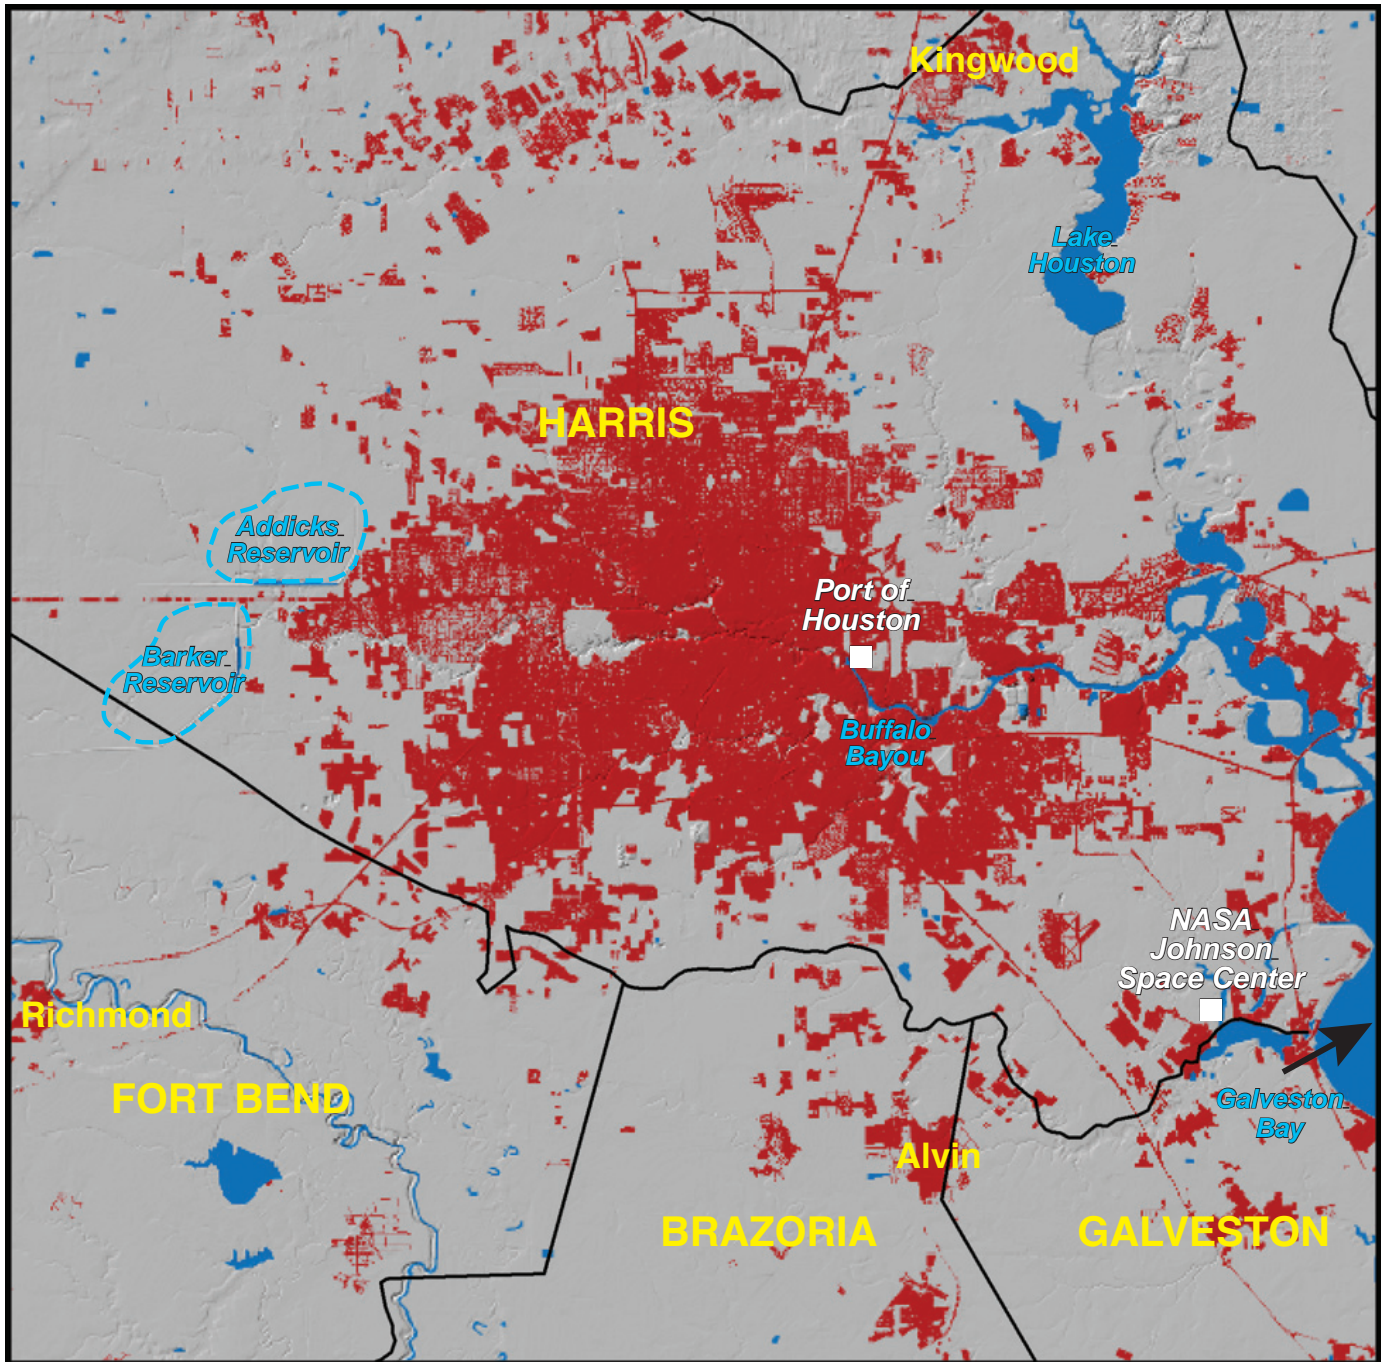 Kingwood
Lake
Houston
HARRIS
Addicks
Reservoir
Port of
Houston
Barker
Reservoir
Buffalo
Bayou
NASA
Johnson
Space Center
Richmond
FORT BEND
Galveston
Bay
Alvin
BRAZORIA
GALVESTON